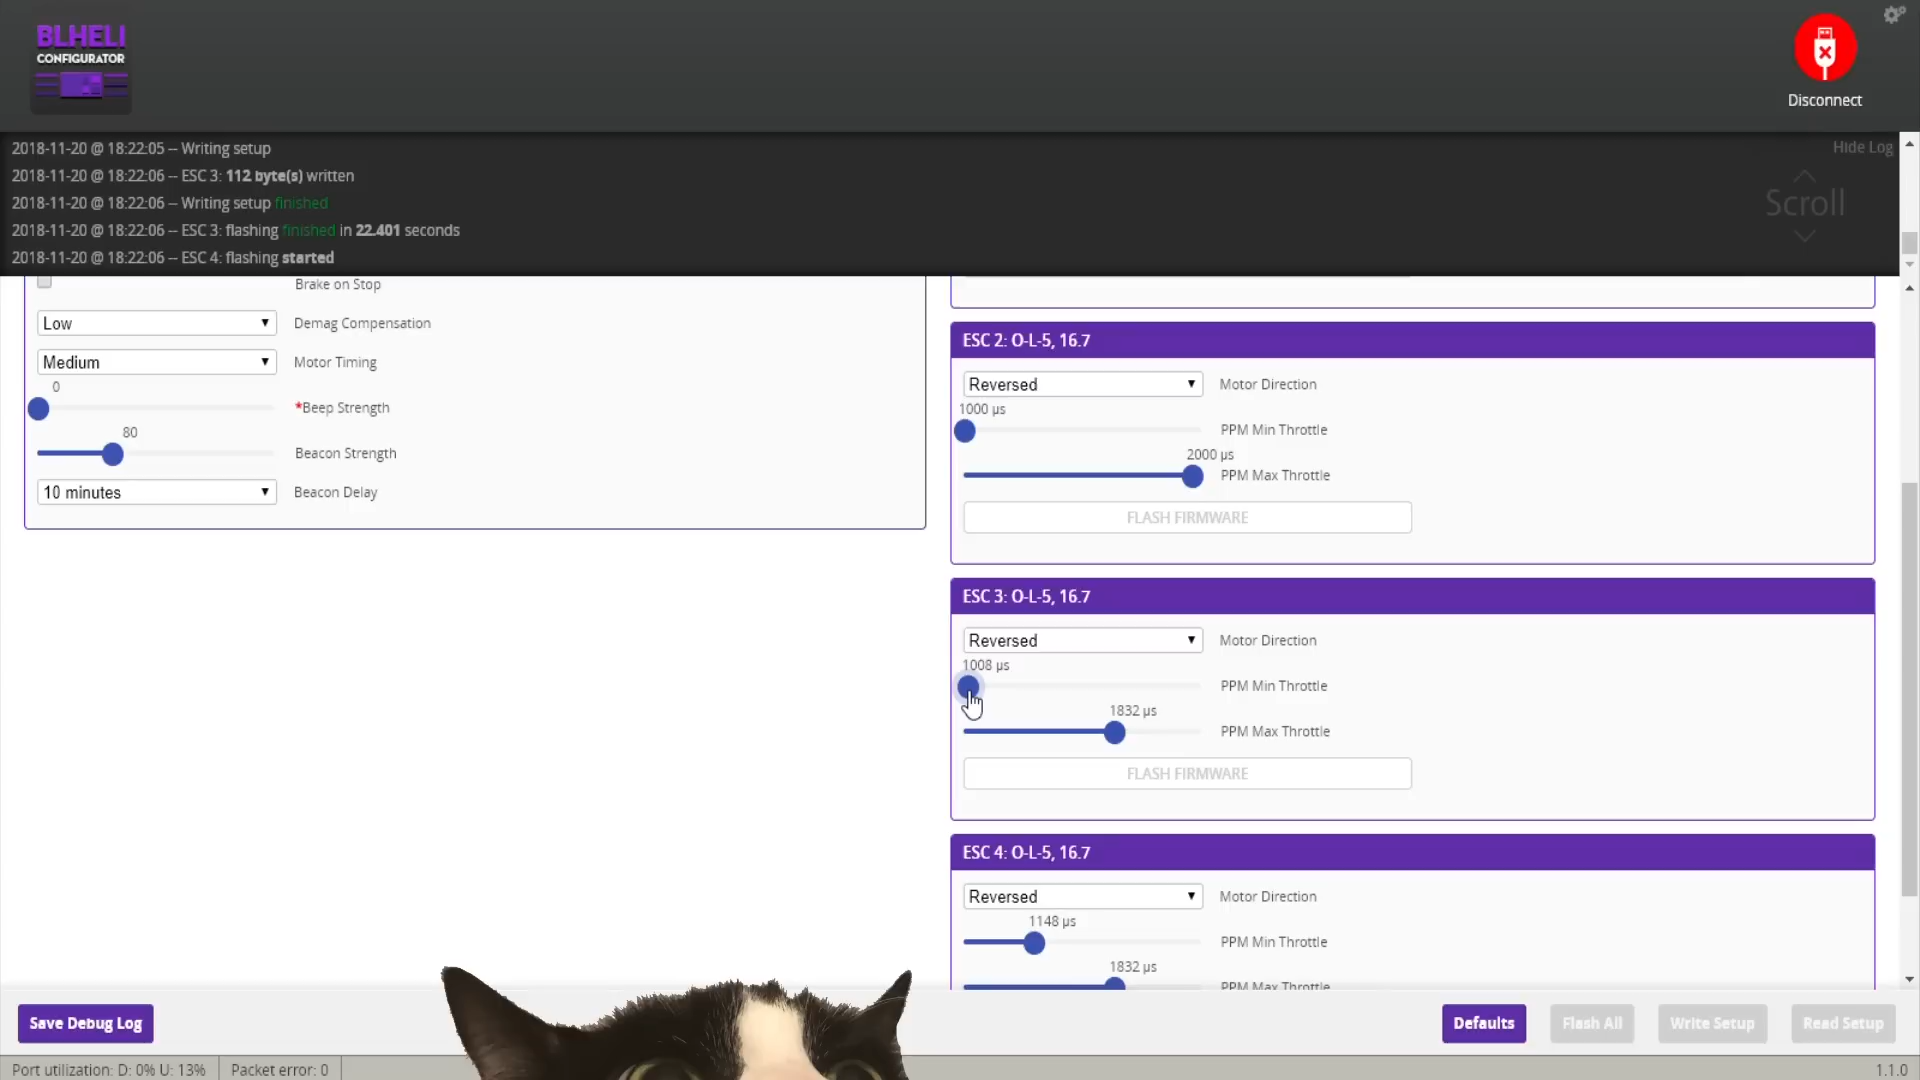 BLHELI
CONFIGURATOR
Disconnect
2018-11-20 @ 18:22:05 -- Writing setup
2018-11-20 @ 18:22:06 -- ESC 3: 112 byte(s) written
2018-11-20 @ 18:22:06 -- Writing setup finished
2018-11-20 @ 18:22:06 -- ESC 3: flashing finished in 22.401 seconds
2018-11-20 @ 18:22:06 -- ESC 4: flashing started
Hide Log
Scroll
Brake on Stop
Low Demag Compensation
Medium Motor Timing
0
*Beep Strength
80
Beacon Strength
10 minutes Beacon Delay
ESC 2: O-L-5, 16.7
Reversed Motor Direction
1000 µs
PPM Min Throttle
2000 µs
PPM Max Throttle
FLASH FIRMWARE
ESC 3: O-L-5, 16.7
Reversed Motor Direction
1008 µs
PPM Min Throttle
1832 µs
PPM Max Throttle
FLASH FIRMWARE
ESC 4: O-L-5, 16.7
Reversed Motor Direction
1148 µs
PPM Min Throttle
1832 µs
PPM Max Throttle
Save Debug Log
Defaults Flash All Write Setup Read Setup
Port utilization: D: 0% U: 13% Packet error: 0 1.1.0